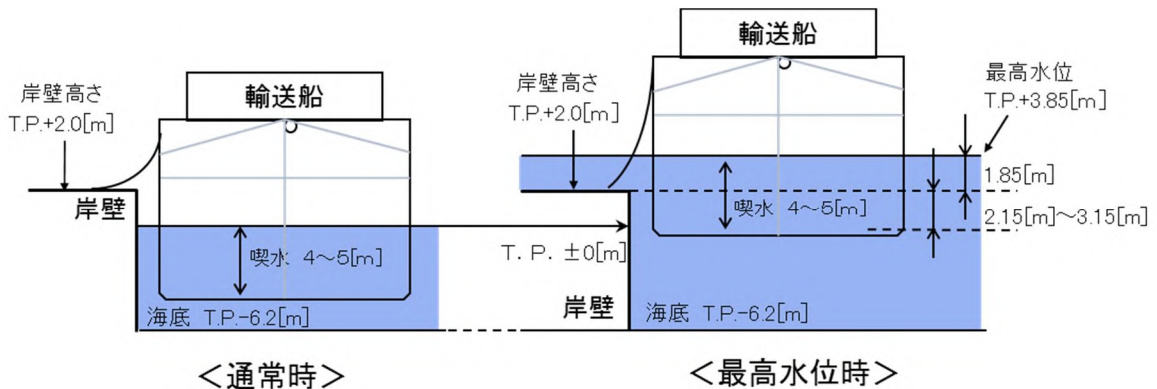 輸送船
岸壁高さ
T.P.+2.0[m]
岸壁
喫水 4～5[m]
海底 T.P.-6.2[m]
＜通常時＞
輸送船
岸壁高さ
T.P.+2.0[m]
最高水位
T.P.+3.85[m]
1.85[m]
喫水 4～5[m]
2.15[m]～3.15[m]
T.P.±0[m]
岸壁
海底 T.P.-6.2[m]
＜最高水位時＞